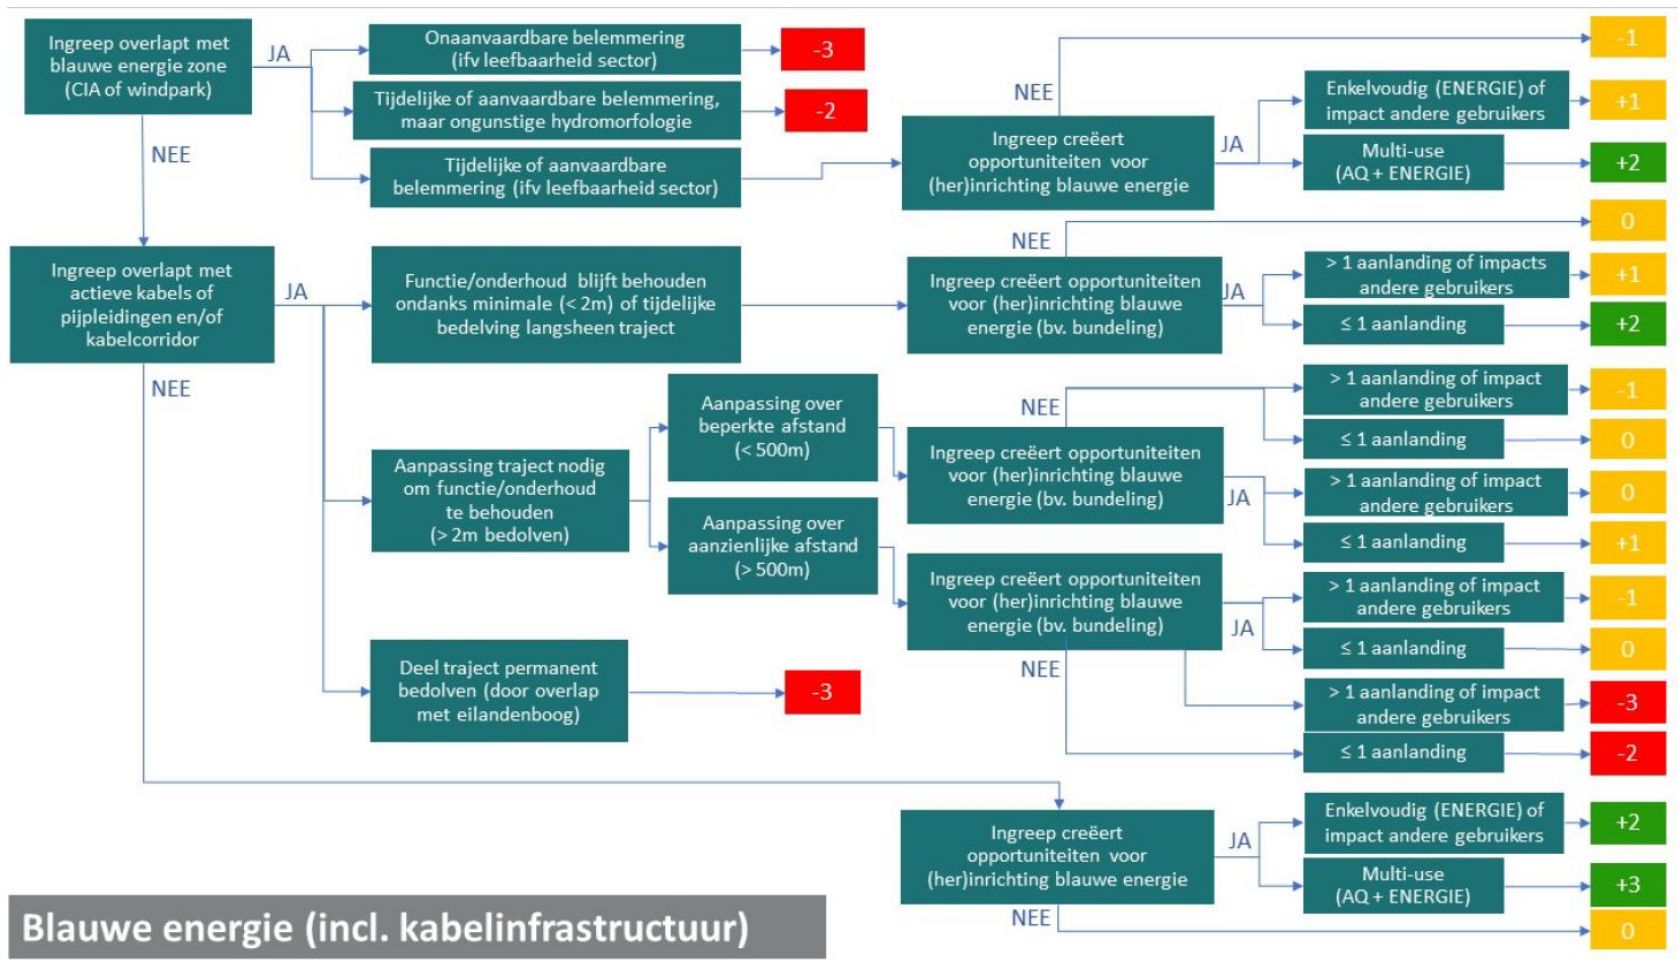 Ingreep overlapt met
blauwe energie zone
(CIA of windpark)
JA
NEE
Onaanvaardbare belemmering
(ifv leefbaarheid sector)
-3
Tijdelijke of aanvaardbare belemmering,
maar ongunstige hydromorfologie
-2
Tijdelijke of aanvaardbare
belemmering (ifv leefbaarheid sector)
Ingreep creëert
opportuniteiten voor
(her)inrichting blauwe energie
NEE
-1
JA
Enkelvoudig (ENERGIE) of
impact andere gebruikers
+1
Multi-use
(AQ + ENERGIE)
+2
Ingreep overlapt met
actieve kabels of
pijpleidingen en/of
kabelcorridor
JA
NEE
Functie/onderhoud blijft behouden
ondanks minimale (< 2m) of tijdelijke
bedelving langsheen traject
Ingreep creëert opportuniteiten
voor (her)inrichting blauwe
energie (bv. bundeling)
NEE
0
JA
> 1 aanlanding of impacts
andere gebruikers
+1
≤ 1 aanlanding
+2
Aanpassing traject nodig
om functie/onderhoud
te behouden
(> 2m bedolven)
Aanpassing over
beperkte afstand
(< 500m)
Ingreep creëert opportuniteiten
voor (her)inrichting blauwe
energie (bv. bundeling)
NEE
> 1 aanlanding of impact
andere gebruikers
-1
≤ 1 aanlanding
0
JA
> 1 aanlanding of impact
andere gebruikers
0
≤ 1 aanlanding
+1
Aanpassing over
aanzienlijke afstand
(> 500m)
Ingreep creëert opportuniteiten
voor (her)inrichting blauwe
energie (bv. bundeling)
JA
> 1 aanlanding of impact
andere gebruikers
-1
≤ 1 aanlanding
0
NEE
> 1 aanlanding of impact
andere gebruikers
-3
≤ 1 aanlanding
-2
Deel traject permanent
bedolven (door overlap
met eilandenboog)
-3
Ingreep creëert
opportuniteiten voor
(her)inrichting blauwe energie
JA
Enkelvoudig (ENERGIE) of
impact andere gebruikers
+2
Multi-use
(AQ + ENERGIE)
+3
NEE
0
Blauwe energie (incl. kabelinfrastructuur)